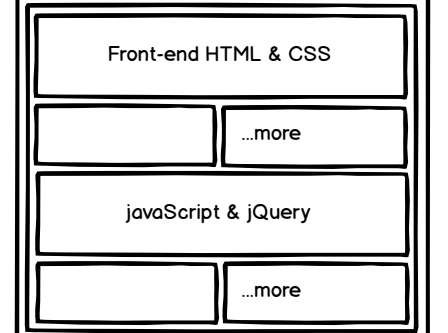 Front-end HTML & CSS
...more
javaScript & jQuery
...more